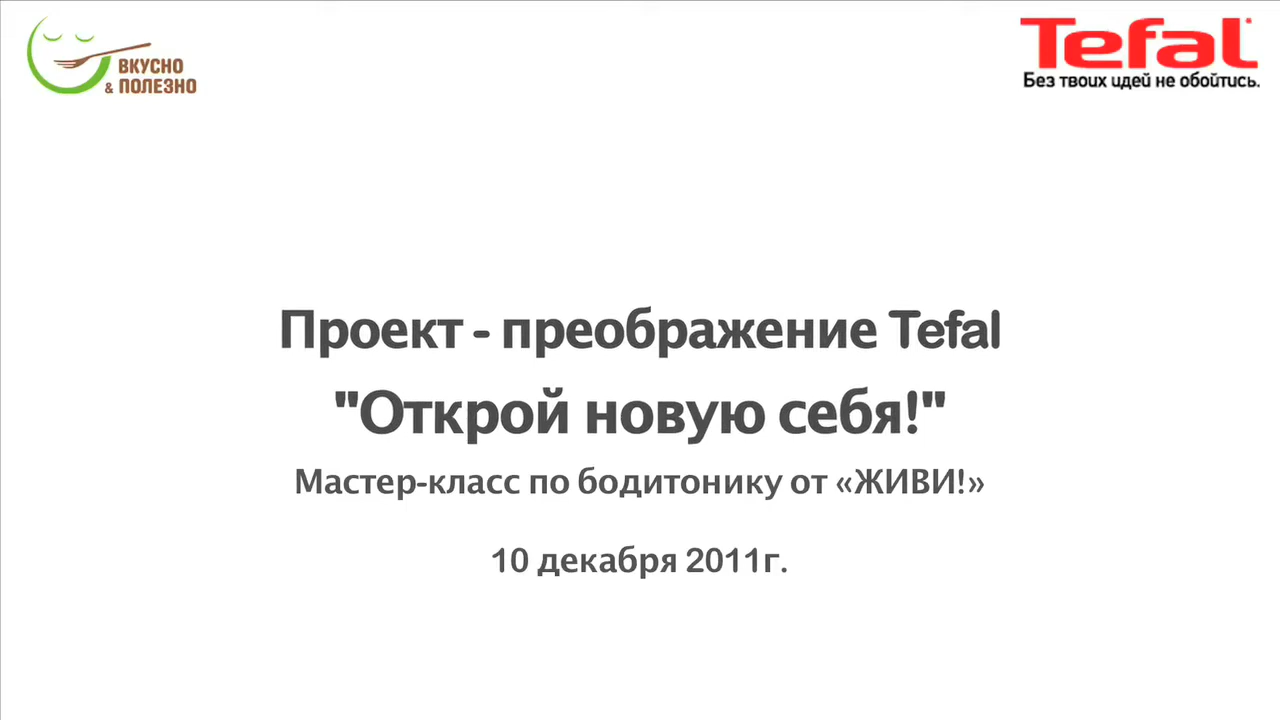 ВКУСНО
& ПОЛЕЗНО
Tefal
Без твоих идей не обойтись.
Проект - преображение Tefal
"Открой новую себя!"
Мастер-класс по бодитонику от «ЖИВИ!»
10 декабря 2011г.